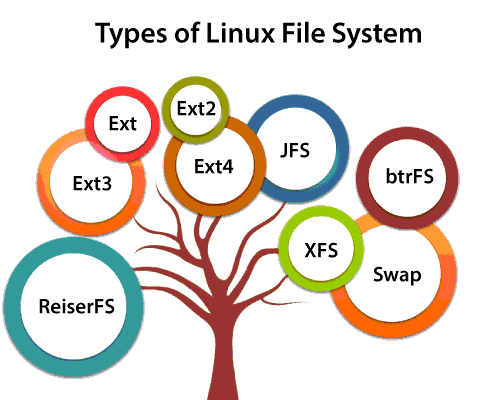 Types of Linux File System
Ext2
Ext
JFS
Ext4
btrFS
Ext3
XFS
Swap
ReiserFS